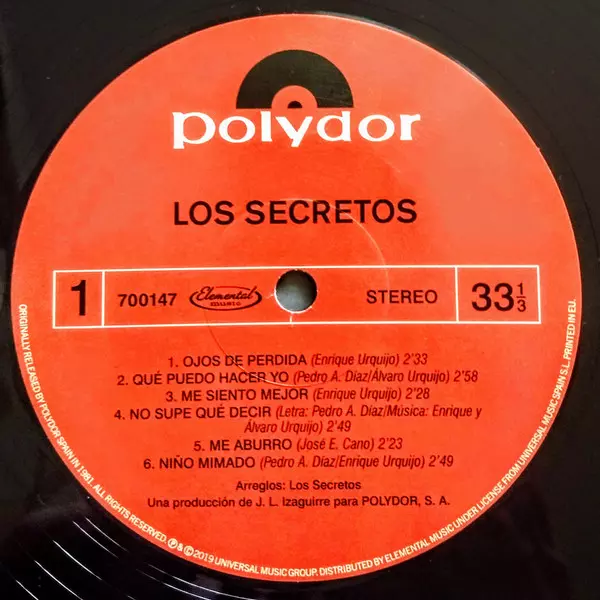 polydor
LOS SECRETOS
1
700147
Elemental
MUSIC
STEREO
33 1/3
1. OJOS DE PERDIDA (Enrique Urquijo) 2'33
2. QUÉ PUEDO HACER YO (Pedro A. Díaz/Álvaro Urquijo) 2'58
3. ME SIENTO MEJOR (Enrique Urquijo) 2'28
4. NO SUPE QUÉ DECIR (Letra: Pedro A. Díaz/Música: Enrique y
Álvaro Urquijo) 2'49
5. ME ABURRO (José E. Cano) 2'23
6. NIÑO MIMADO (Pedro A. Díaz/Enrique Urquijo) 2'49
Arreglos: Los Secretos
Una producción de J. L. Izaguirre para POLYDOR, S. A.
ORIGINALLY RELEASED BY POLYDOR SPAIN IN 1981. ALL RIGHTS RESERVED. ℗ & © 2019 UNIVERSAL MUSIC GROUP. DISTRIBUTED BY ELEMENTAL MUSIC UNDER LICENSE FROM UNIVERSAL MUSIC SPAIN S.L. PRINTED IN EU.